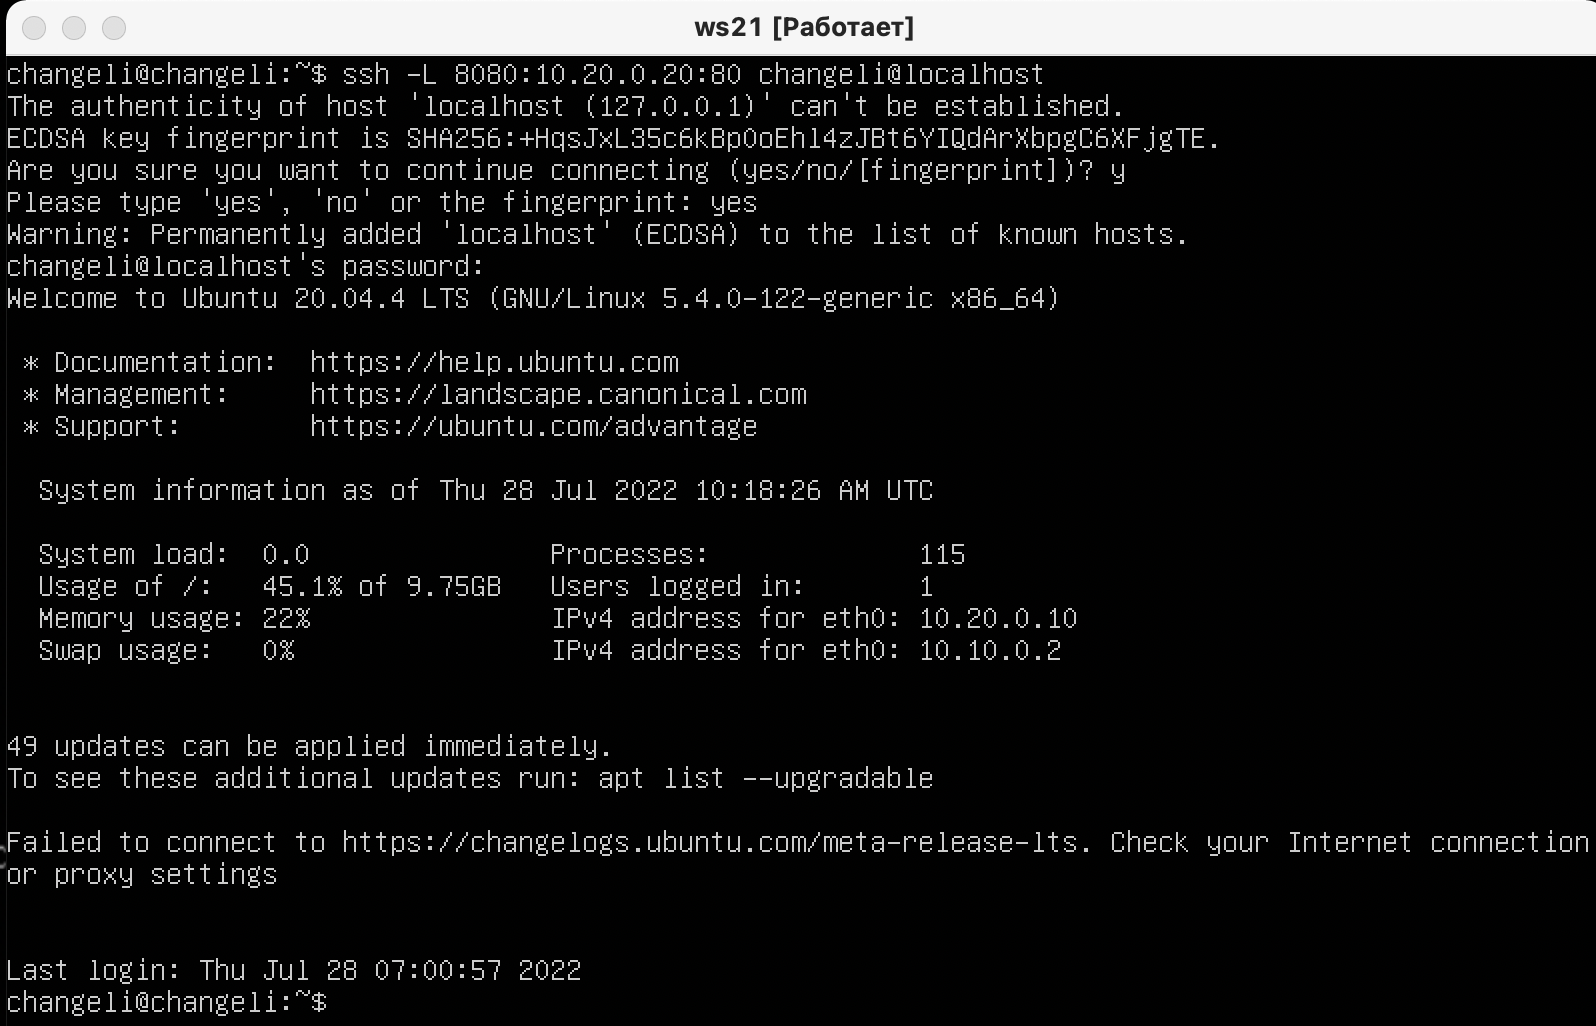 ws21 [Работает]
changeli@changeli:~$ ssh -L 8080:10.20.0.20:80 changeli@localhost
The authenticity of host 'localhost (127.0.0.1)' can't be established.
ECDSA key fingerprint is SHA256:+HqsJxL35c6kBpOoEhl4zJBt6YIQdArXbpgC6XFjgTE.
Are you sure you want to continue connecting (yes/no/[fingerprint])? y
Please type 'yes', 'no' or the fingerprint: yes
Warning: Permanently added 'localhost' (ECDSA) to the list of known hosts.
changeli@localhost's password:
Welcome to Ubuntu 20.04.4 LTS (GNU/Linux 5.4.0-122-generic x86_64)
* Documentation:  https://help.ubuntu.com
* Management:     https://landscape.canonical.com
* Support:        https://ubuntu.com/advantage
System information as of Thu 28 Jul 2022 10:18:26 AM UTC
System load:  0.0               Processes:             115
Usage of /:   45.1% of 9.75GB   Users logged in:       1
Memory usage: 22%               IPv4 address for eth0: 10.20.0.10
Swap usage:   0%                IPv4 address for eth0: 10.10.0.2
49 updates can be applied immediately.
To see these additional updates run: apt list --upgradable
Failed to connect to https://changelogs.ubuntu.com/meta-release-lts. Check your Internet connection
or proxy settings
Last login: Thu Jul 28 07:00:57 2022
changeli@changeli:~$